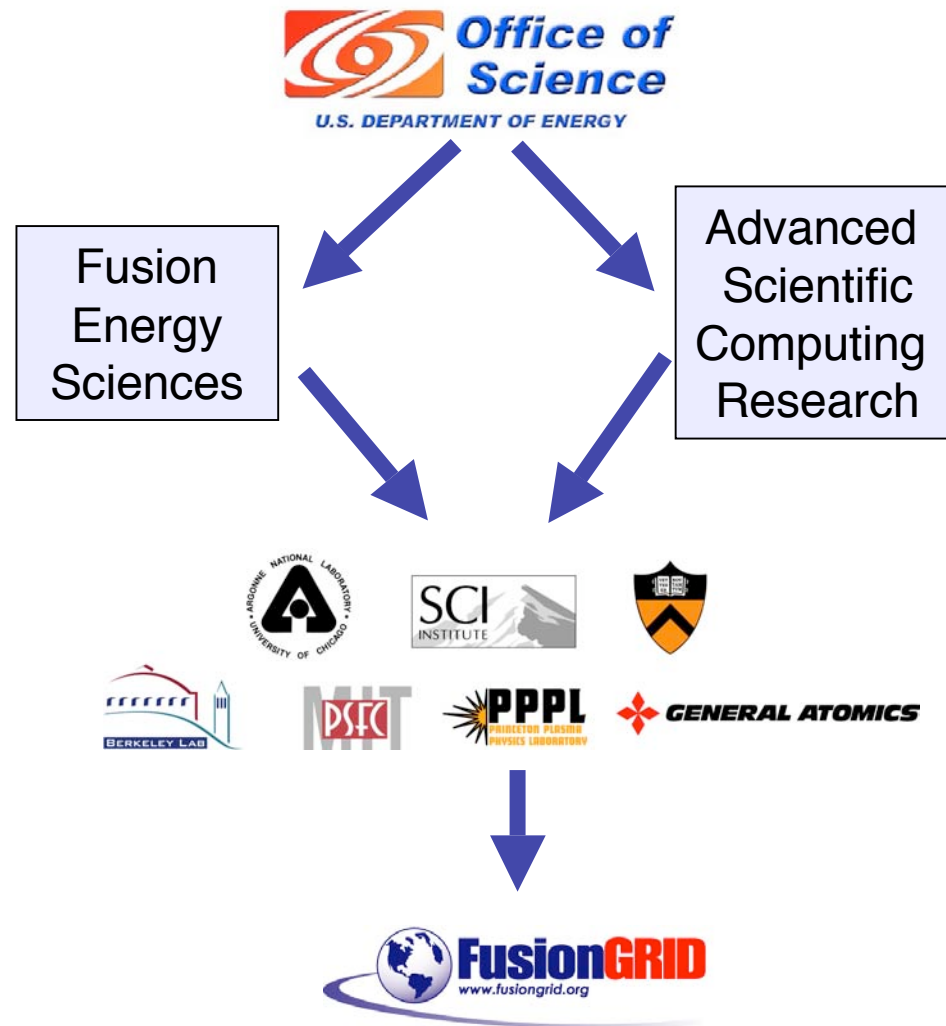 Office of
Science
U.S. DEPARTMENT OF ENERGY
Fusion
Energy
Sciences
Advanced
Scientific
Computing
Research
ARGONNE NATIONAL LABORATORY
UNIVERSITY OF CHICAGO
SCI
INSTITUTE
BERKELEY LAB
MIT
PSFC
PPPL
PRINCETON PLASMA
PHYSICS LABORATORY
GENERAL ATOMICS
FusionGRID
www.fusiongrid.org